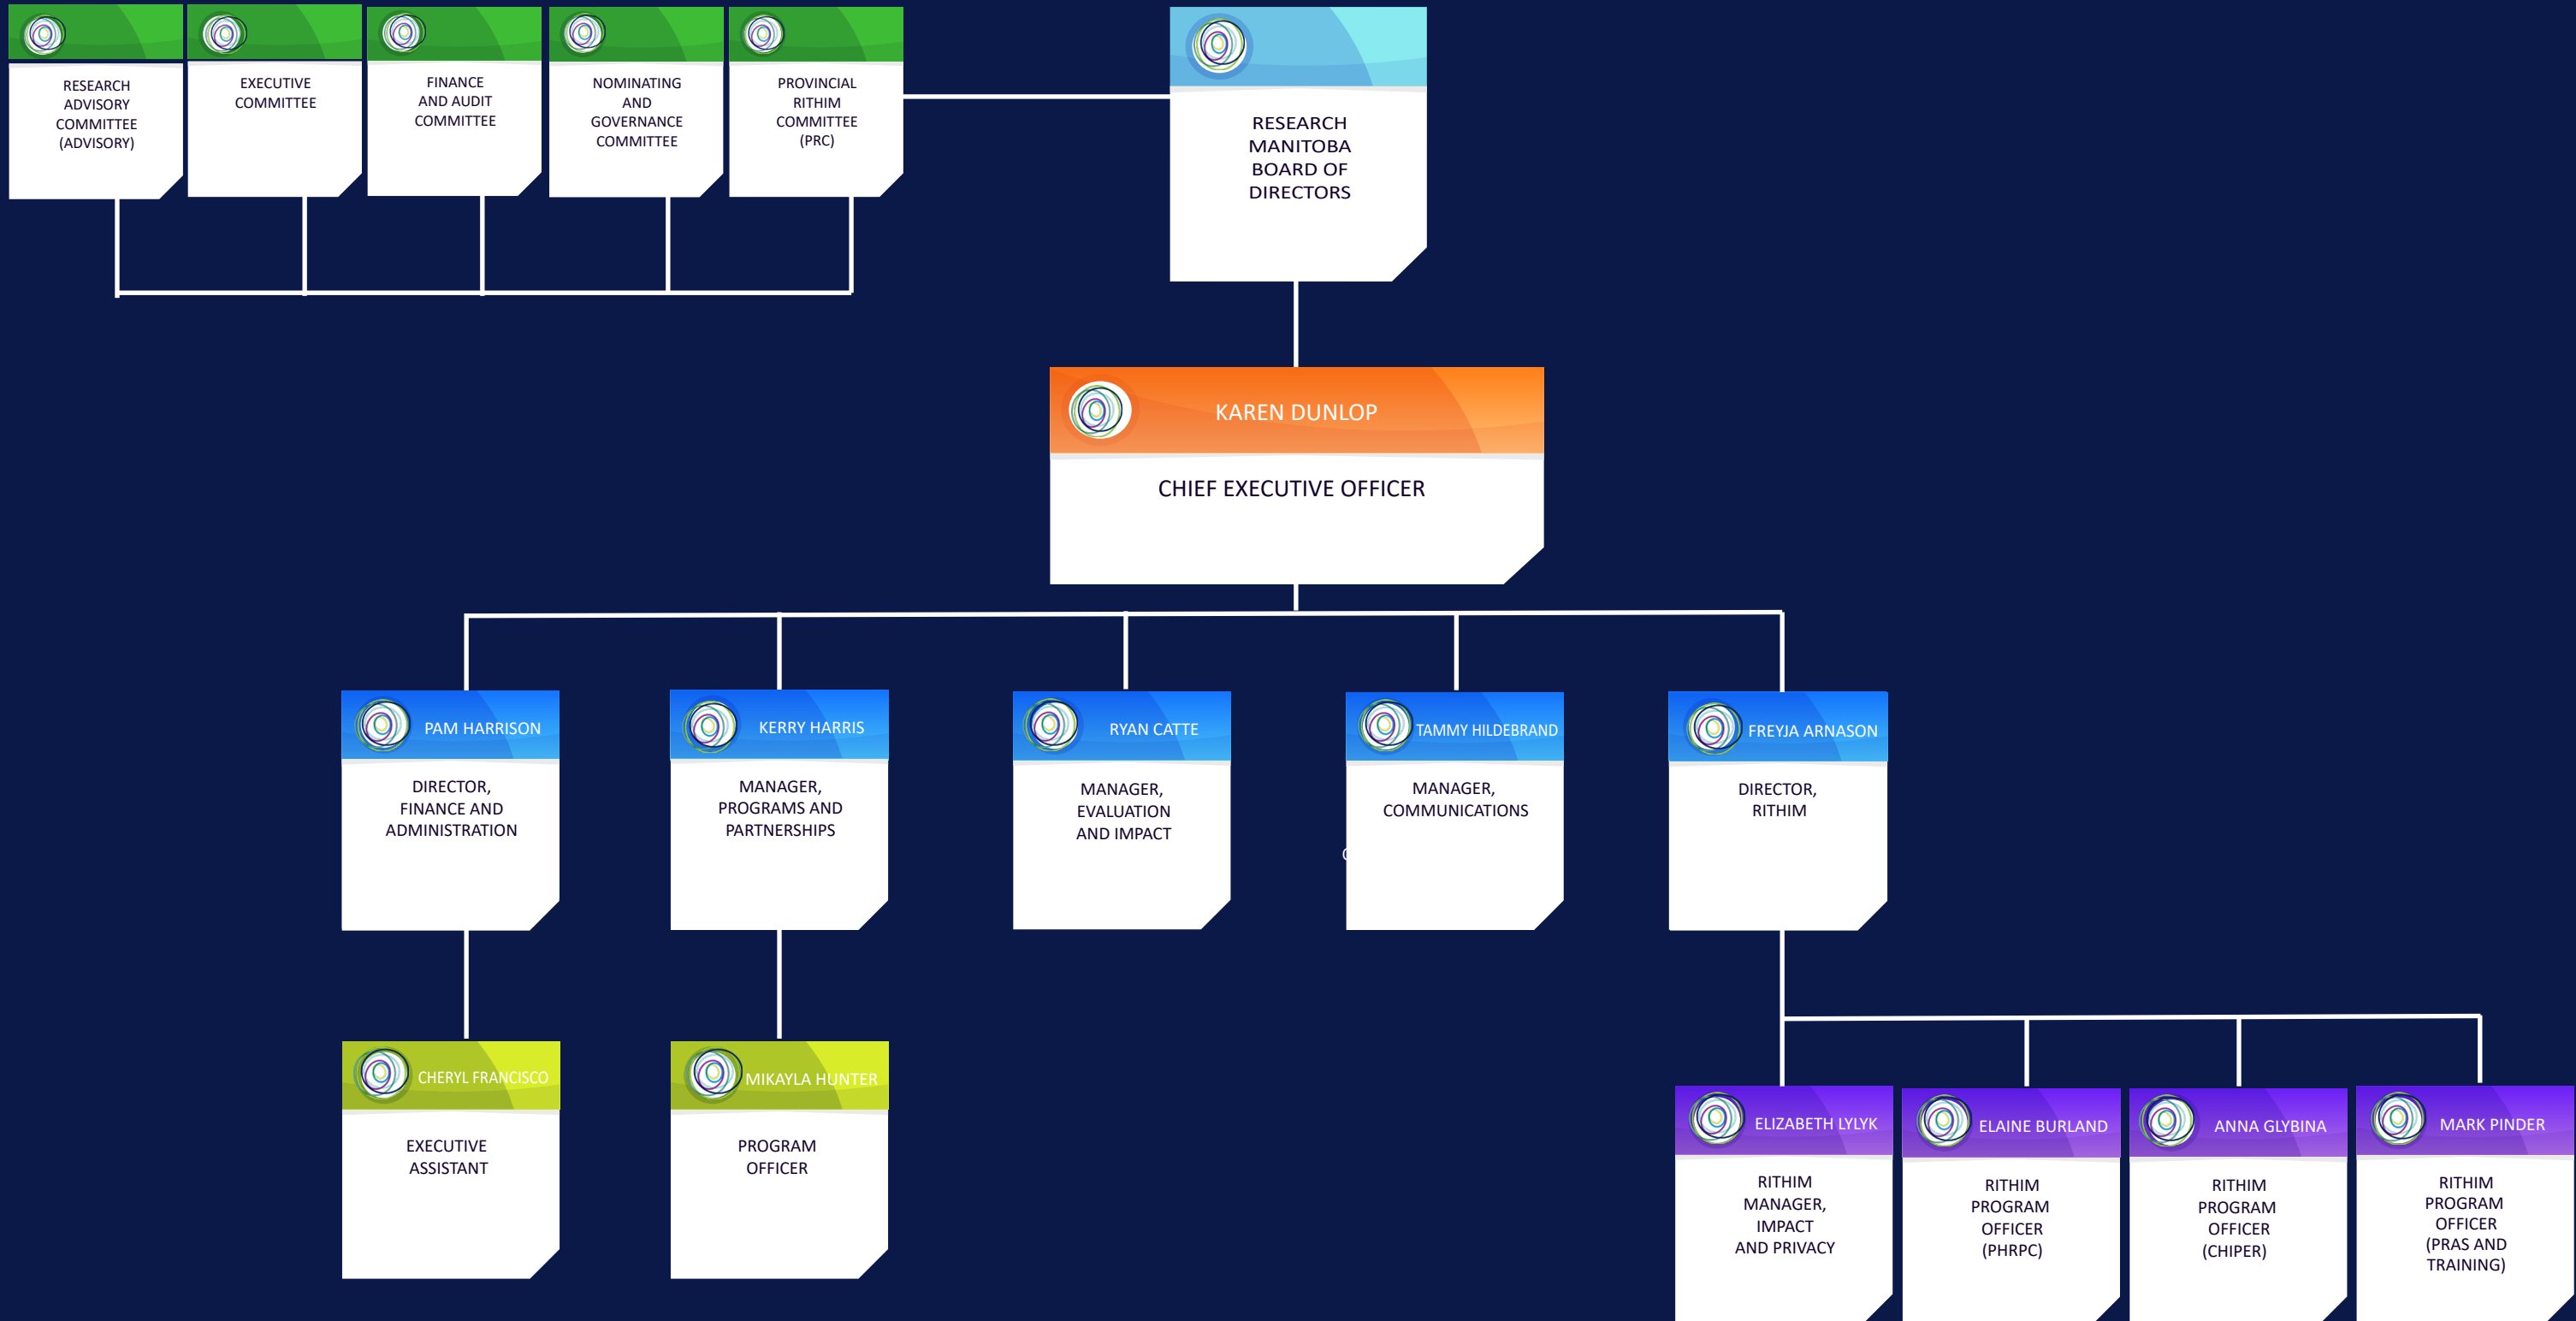 RESEARCH
ADVISORY
COMMITTEE
(ADVISORY)
EXECUTIVE
COMMITTEE
FINANCE
AND AUDIT
COMMITTEE
NOMINATING
AND
GOVERNANCE
COMMITTEE
PROVINCIAL
RITHIM
COMMITTEE
(PRC)
RESEARCH
MANITOBA
BOARD OF
DIRECTORS
KAREN DUNLOP
CHIEF EXECUTIVE OFFICER
PAM HARRISON
DIRECTOR,
FINANCE AND
ADMINISTRATION
KERRY HARRIS
MANAGER,
PROGRAMS AND
PARTNERSHIPS
RYAN CATTE
MANAGER,
EVALUATION
AND IMPACT
TAMMY HILDEBRAND
MANAGER,
COMMUNICATIONS
FREYJA ARNASON
DIRECTOR,
RITHIM
CHERYL FRANCISCO
EXECUTIVE
ASSISTANT
MIKAYLA HUNTER
PROGRAM
OFFICER
ELIZABETH LYLYK
RITHIM
MANAGER,
IMPACT
AND PRIVACY
ELAINE BURLAND
RITHIM
PROGRAM
OFFICER
(PHRPC)
ANNA GLYBINA
RITHIM
PROGRAM
OFFICER
(CHIPER)
MARK PINDER
RITHIM
PROGRAM
OFFICER
(PRAS AND
TRAINING)